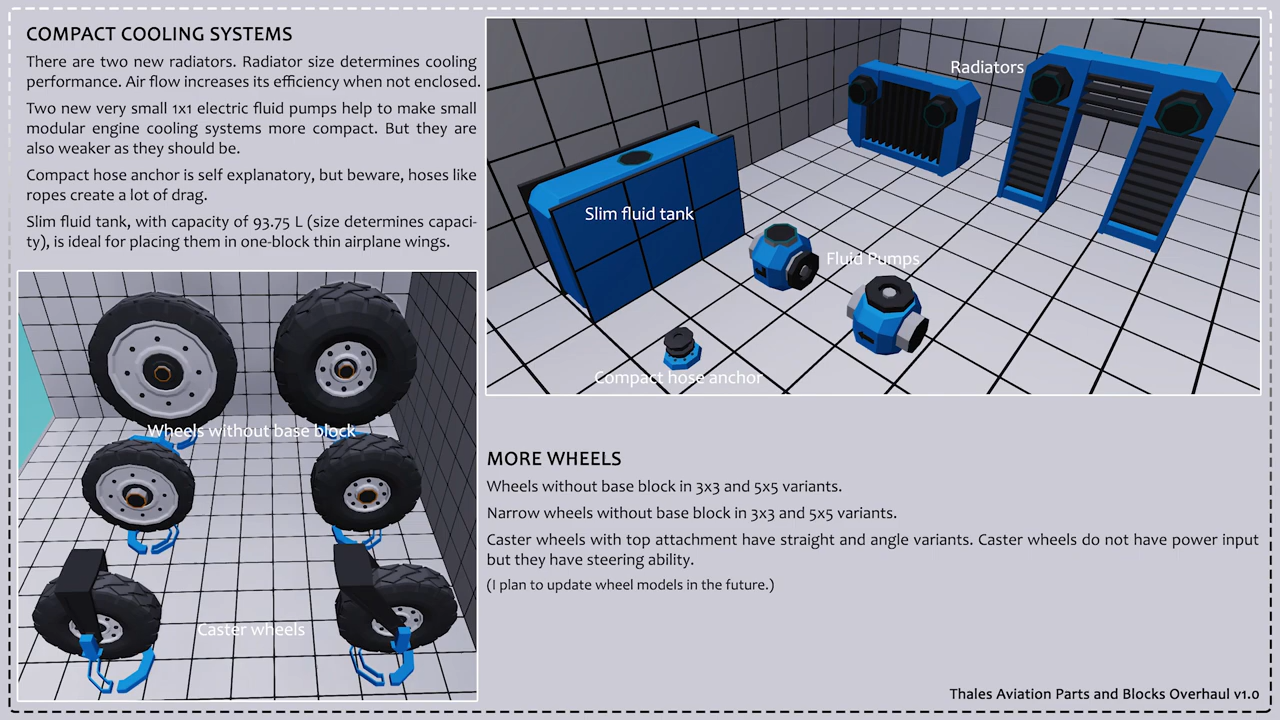 COMPACT COOLING SYSTEMS
There are two new radiators. Radiator size determines cooling
performance. Air flow increases its efficiency when not enclosed.
Two new very small 1x1 electric fluid pumps help to make small
modular engine cooling systems more compact. But they are
also weaker as they should be.
Compact hose anchor is self explanatory, but beware, hoses like
ropes create a lot of drag.
Slim fluid tank, with capacity of 93.75 L (size determines capaci-
ty), is ideal for placing them in one-block thin airplane wings.
Radiators
Slim fluid tank
Fluid Pumps
Compact hose anchor
Wheels without base block
Caster wheels
MORE WHEELS
Wheels without base block in 3x3 and 5x5 variants.
Narrow wheels without base block in 3x3 and 5x5 variants.
Caster wheels with top attachment have straight and angle variants. Caster wheels do not have power input
but they have steering ability.
(I plan to update wheel models in the future.)
Thales Aviation Parts and Blocks Overhaul v1.0